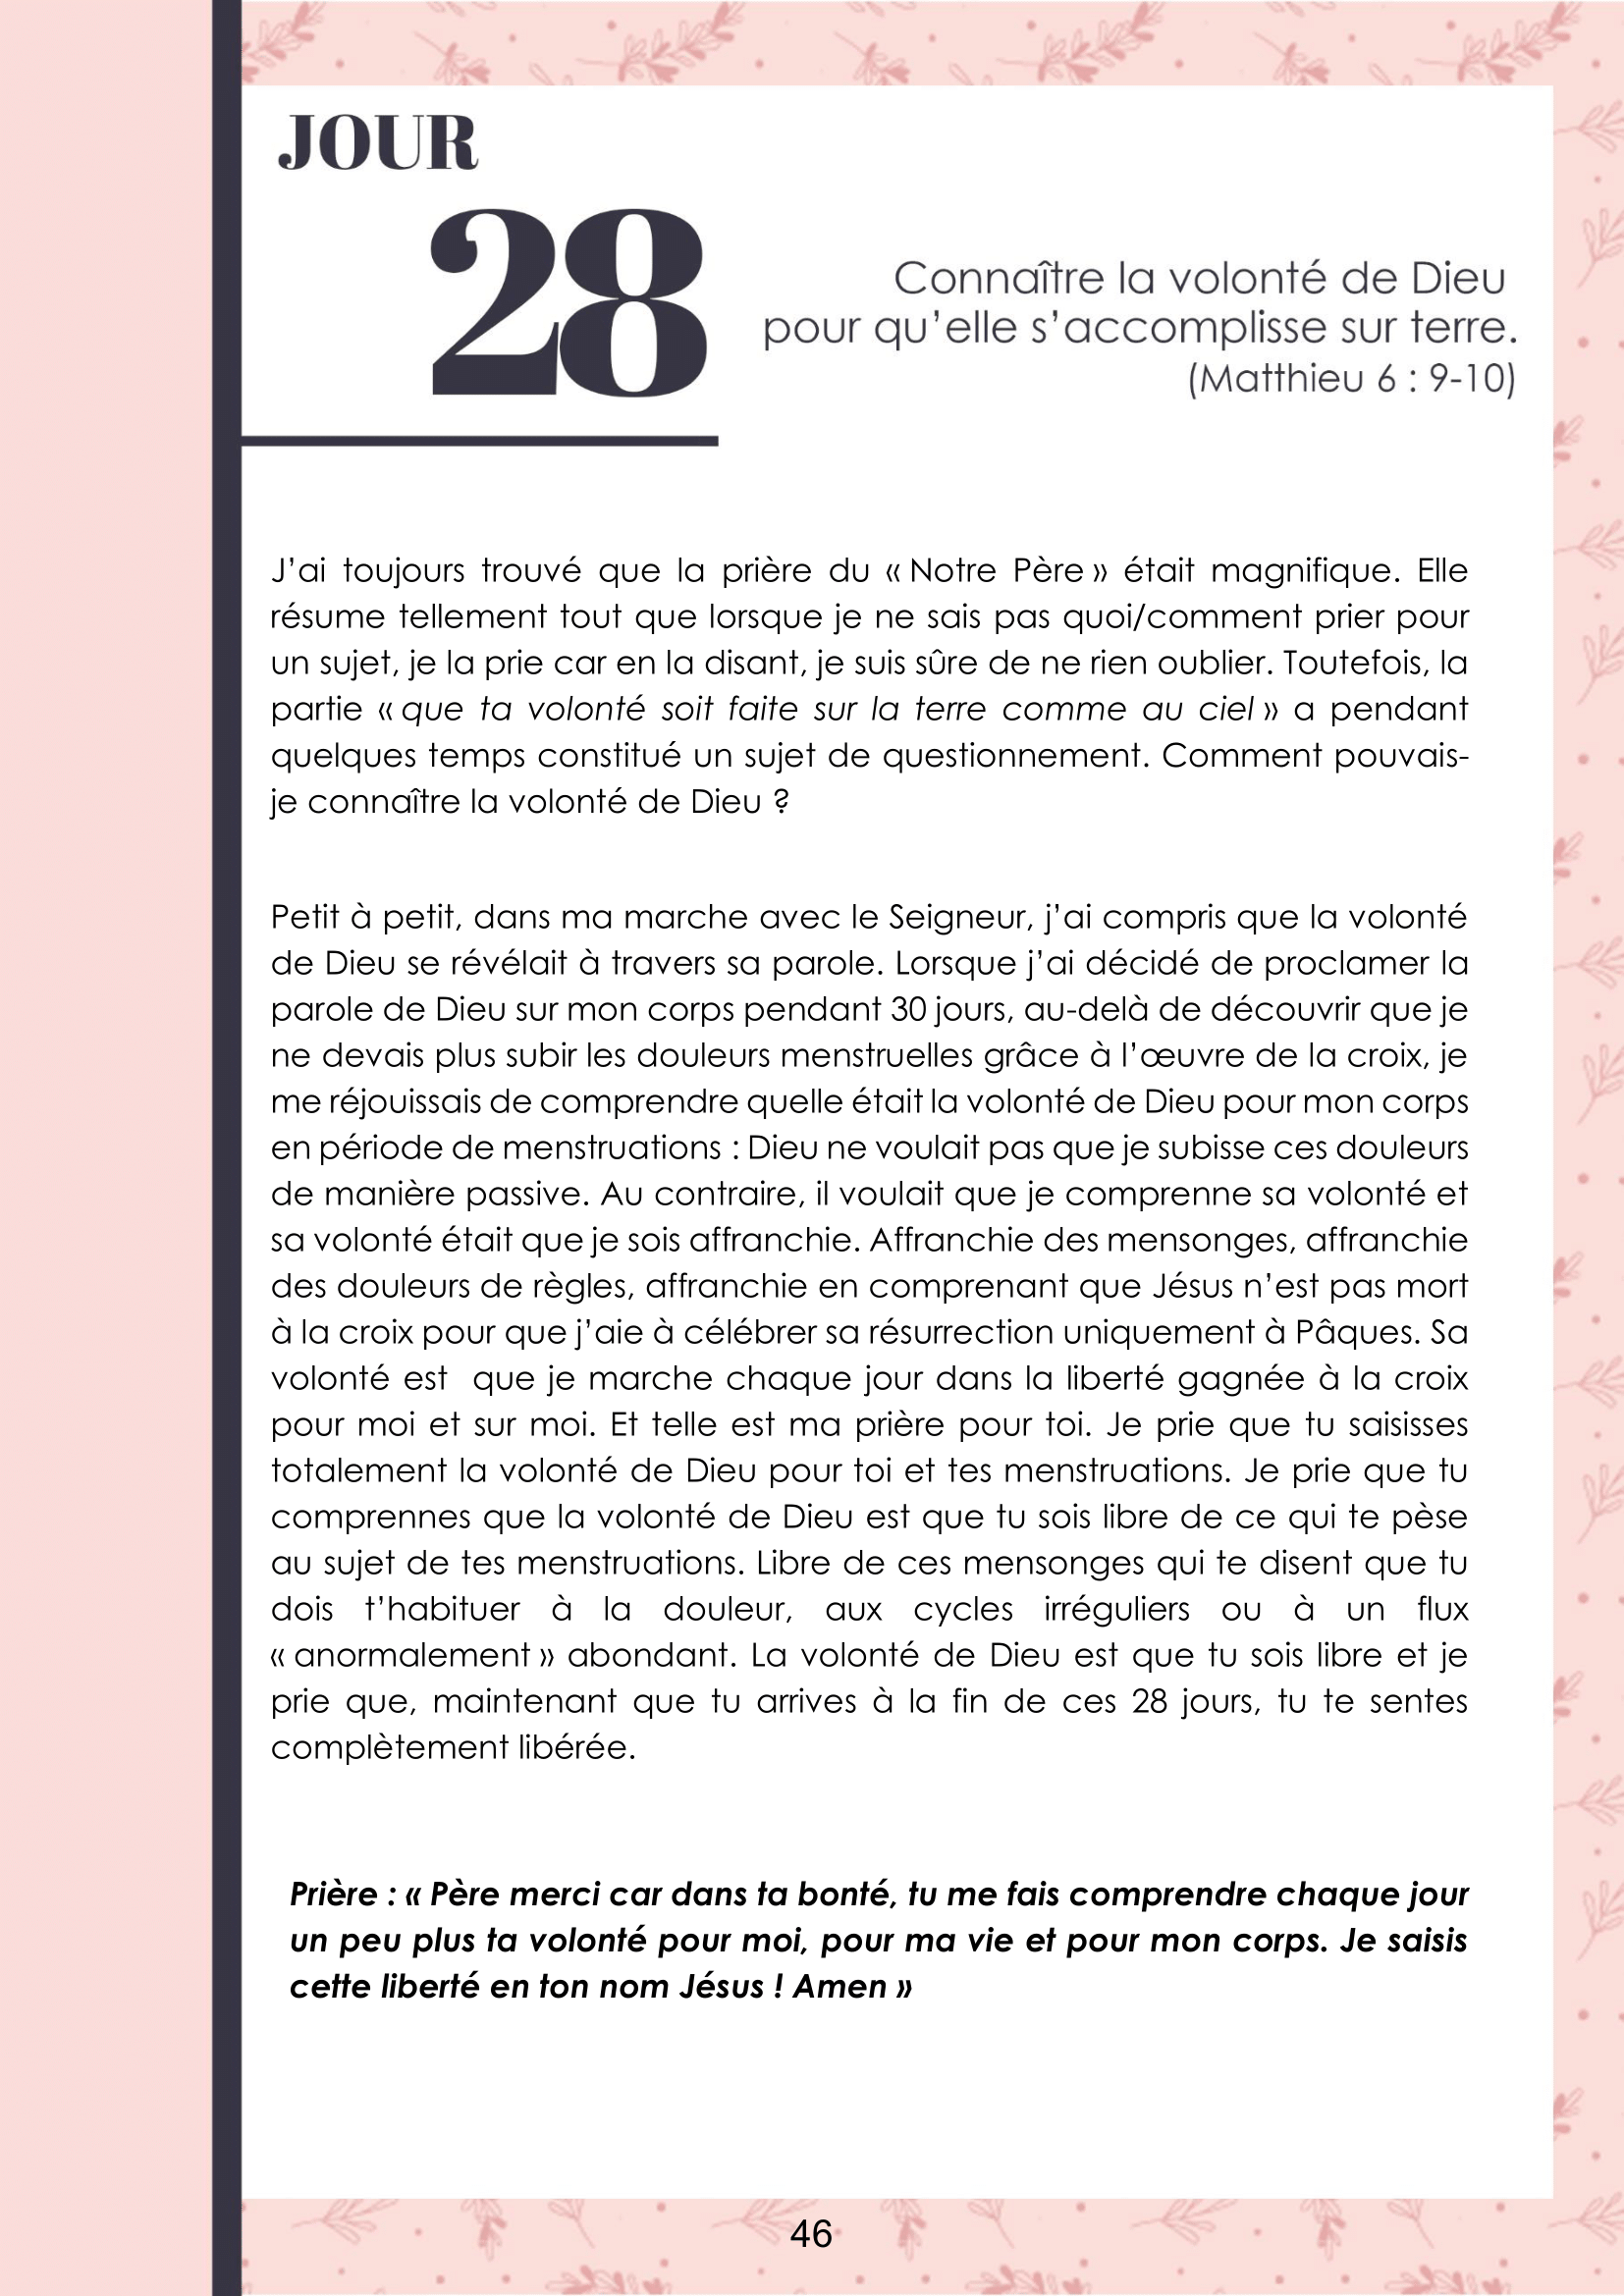 JOUR
28
Connaître la volonté de Dieu
pour qu’elle s’accomplisse sur terre.
(Matthieu 6 : 9-10)
J’ai toujours trouvé que la prière du « Notre Père » était magnifique. Elle
résume tellement tout que lorsque je ne sais pas quoi/comment prier pour
un sujet, je la prie car en la disant, je suis sûre de ne rien oublier. Toutefois, la
partie « que ta volonté soit faite sur la terre comme au ciel » a pendant
quelques temps constitué un sujet de questionnement. Comment pouvais-
je connaître la volonté de Dieu ?
Petit à petit, dans ma marche avec le Seigneur, j’ai compris que la volonté
de Dieu se révélait à travers sa parole. Lorsque j’ai décidé de proclamer la
parole de Dieu sur mon corps pendant 30 jours, au-delà de découvrir que je
ne devais plus subir les douleurs menstruelles grâce à l’œuvre de la croix, je
me réjouissais de comprendre quelle était la volonté de Dieu pour mon corps
en période de menstruations : Dieu ne voulait pas que je subisse ces douleurs
de manière passive. Au contraire, il voulait que je comprenne sa volonté et
sa volonté était que je sois affranchie. Affranchie des mensonges, affranchie
des douleurs de règles, affranchie en comprenant que Jésus n’est pas mort
à la croix pour que j’aie à célébrer sa résurrection uniquement à Pâques. Sa
volonté est  que je marche chaque jour dans la liberté gagnée à la croix
pour moi et sur moi. Et telle est ma prière pour toi. Je prie que tu saisisses
totalement la volonté de Dieu pour toi et tes menstruations. Je prie que tu
comprennes que la volonté de Dieu est que tu sois libre de ce qui te pèse
au sujet de tes menstruations. Libre de ces mensonges qui te disent que tu
dois t’habituer à la douleur, aux cycles irréguliers ou à un flux
« anormalement » abondant. La volonté de Dieu est que tu sois libre et je
prie que, maintenant que tu arrives à la fin de ces 28 jours, tu te sentes
complètement libérée.
Prière : « Père merci car dans ta bonté, tu me fais comprendre chaque jour
un peu plus ta volonté pour moi, pour ma vie et pour mon corps. Je saisis
cette liberté en ton nom Jésus ! Amen »
46